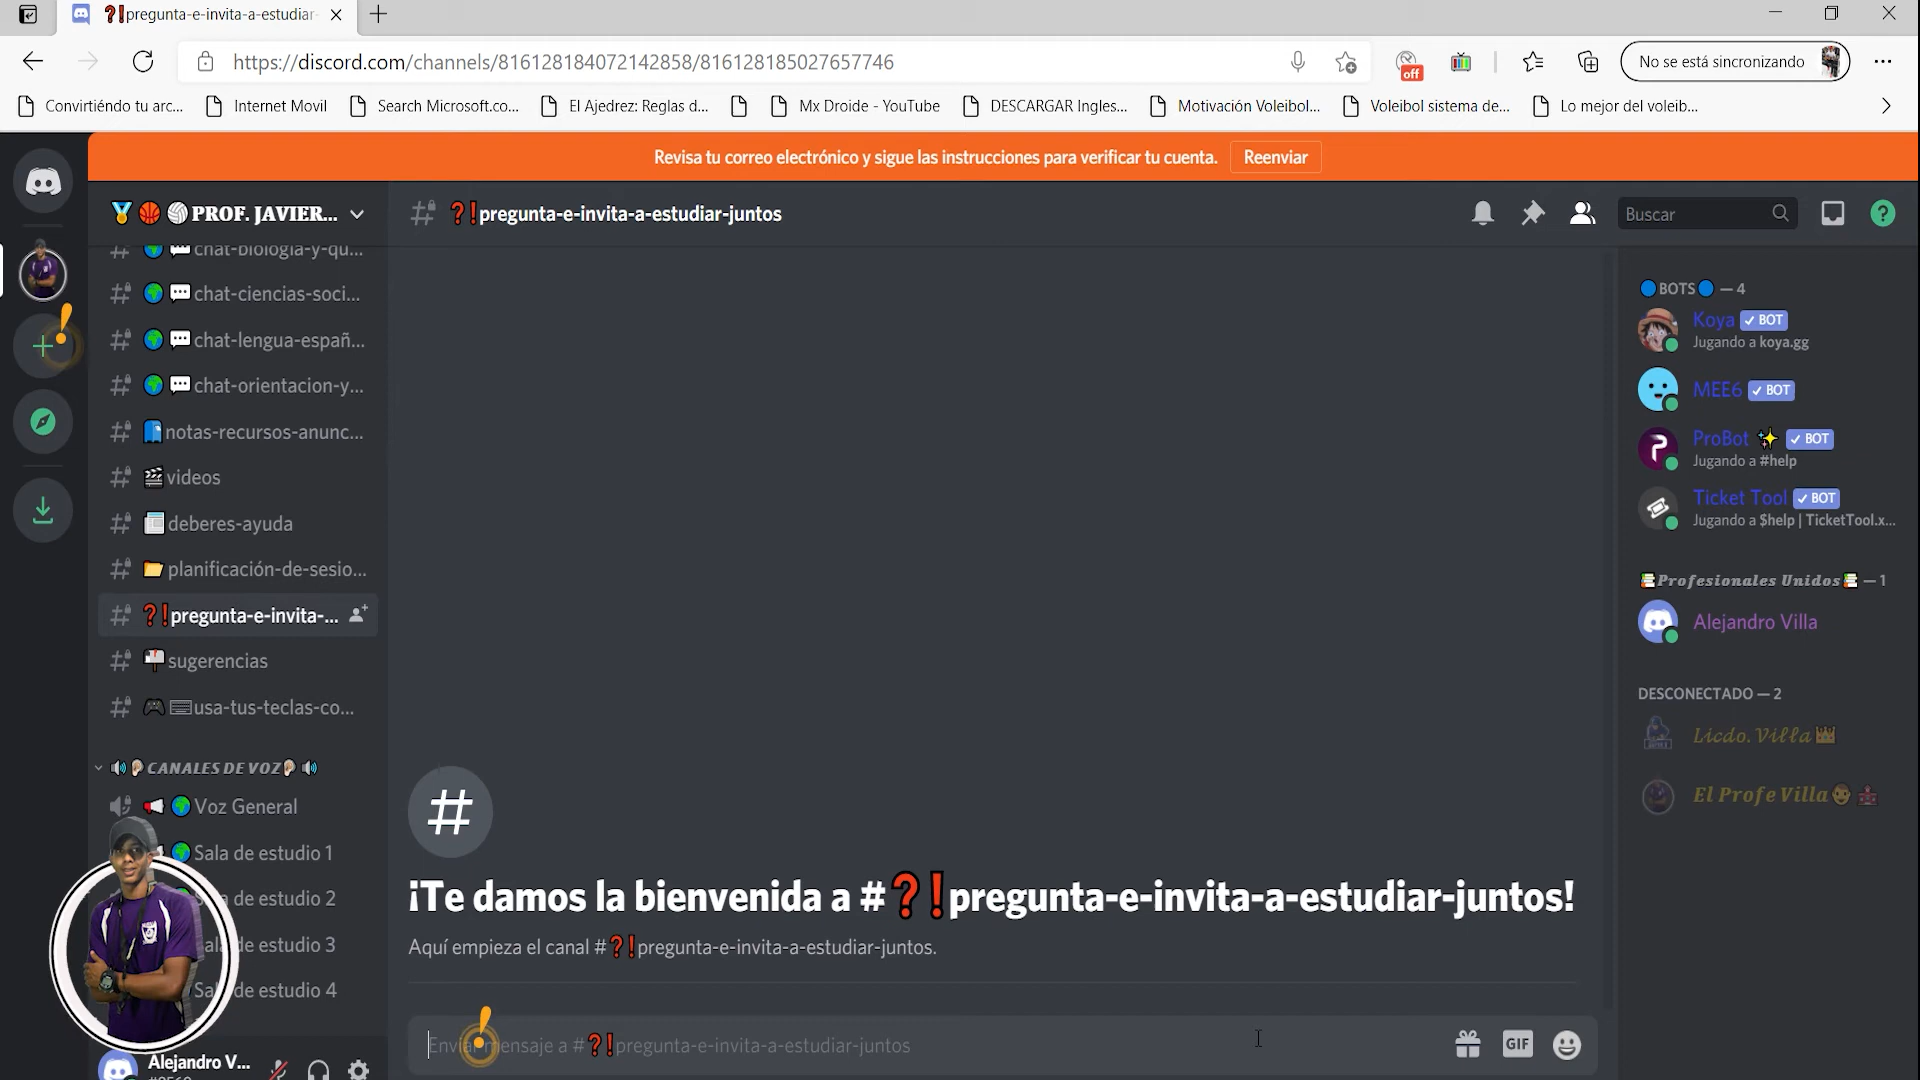 ❓❗pregunta-e-invita-a-estudiar-
https://discord.com/channels/816128184072142858/816128185027657746
off
No se está sincronizando
Convirtiéndo tu arc...
Internet Movil
Search Microsoft.co...
El Ajedrez: Reglas d...
Mx Droide - YouTube
DESCARGAR Ingles...
Motivación Voleibol...
Voleibol sistema de...
Lo mejor del voleib...
Revisa tu correo electrónico y sigue las instrucciones para verificar tu cuenta.
Reenviar
🏅🏀🏐PROF. JAVIER...
❓❗pregunta-e-invita-a-estudiar-juntos
Buscar
chat-biologia-y-qu...
chat-ciencias-soci...
chat-lengua-españ...
chat-orientacion-y...
notas-recursos-anunc...
videos
deberes-ayuda
planificación-de-sesio...
❓❗pregunta-e-invita-...
sugerencias
usa-tus-teclas-co...
CANALES DE VOZ
Voz General
Sala de estudio 1
de estudio 2
de estudio 3
de estudio 4
Alejandro V...
¡Te damos la bienvenida a #❓❗pregunta-e-invita-a-estudiar-juntos!
Aquí empieza el canal #❓❗pregunta-e-invita-a-estudiar-juntos.
Enviar mensaje a #❓❗pregunta-e-invita-a-estudiar-juntos
GIF
🔵BOTS🔵 — 4
Koya ✓ BOT
Jugando a koya.gg
MEE6 ✓ BOT
ProBot ✨ ✓ BOT
Jugando a #help
Ticket Tool ✓ BOT
Jugando a $help | TicketTool.x...
Profesionales Unidos — 1
Alejandro Villa
DESCONECTADO — 2
Licdo. Villa
El Profe Villa